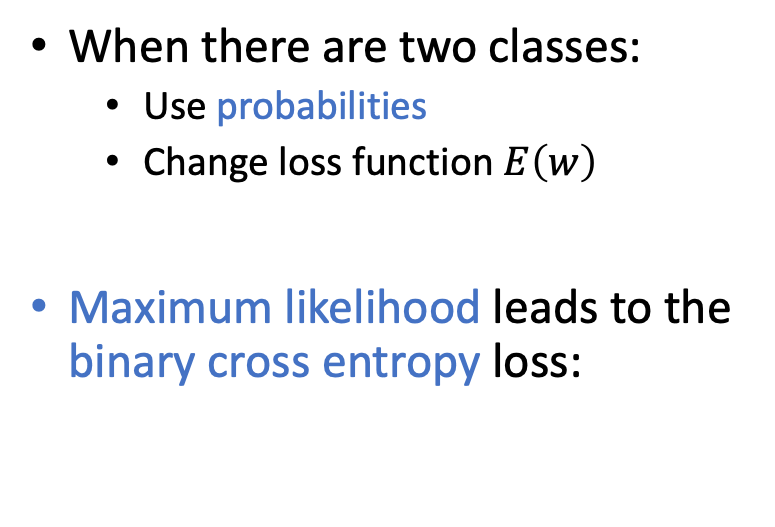 • When there are two classes:
• Use probabilities
• Change loss function E(w)
• Maximum likelihood leads to the
binary cross entropy loss: